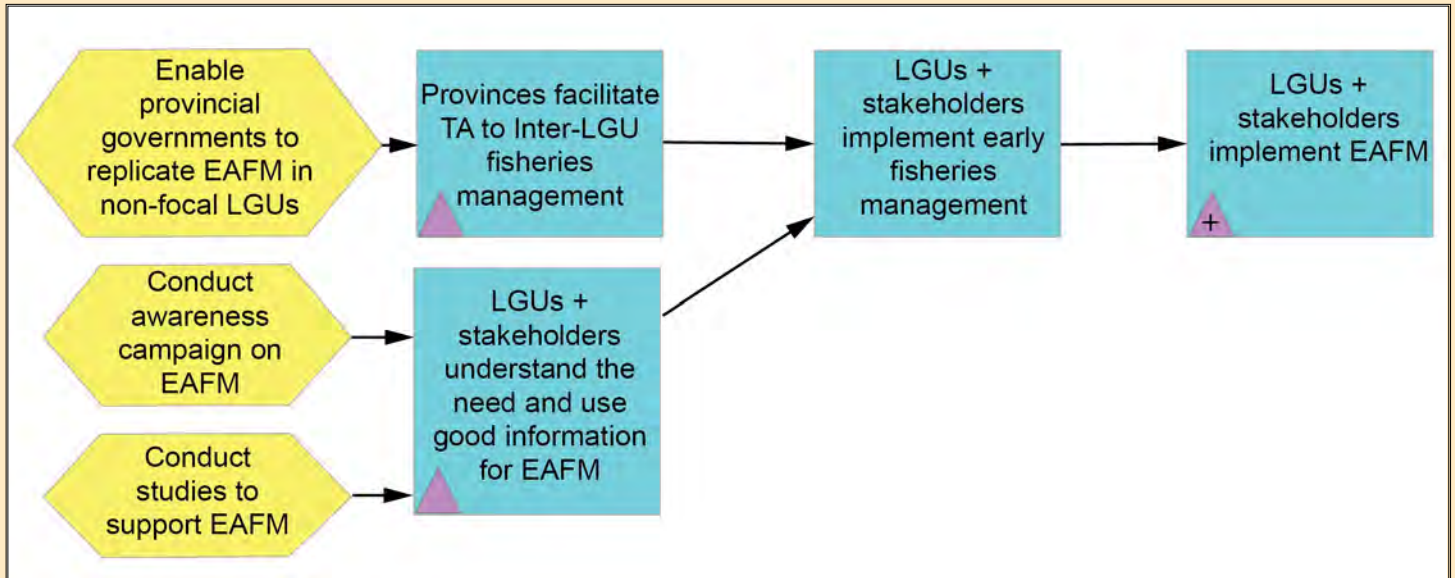 Enable
provincial
governments to
replicate EAFM in
non-focal LGUs
Provinces facilitate
TA to Inter-LGU
fisheries
management
LGUs +
stakeholders
implement early
fisheries
management
LGUs +
stakeholders
implement EAFM
+
Conduct
awareness
campaign on
EAFM
LGUs +
stakeholders
understand the
need and use
good information
for EAFM
Conduct
studies to
support EAFM